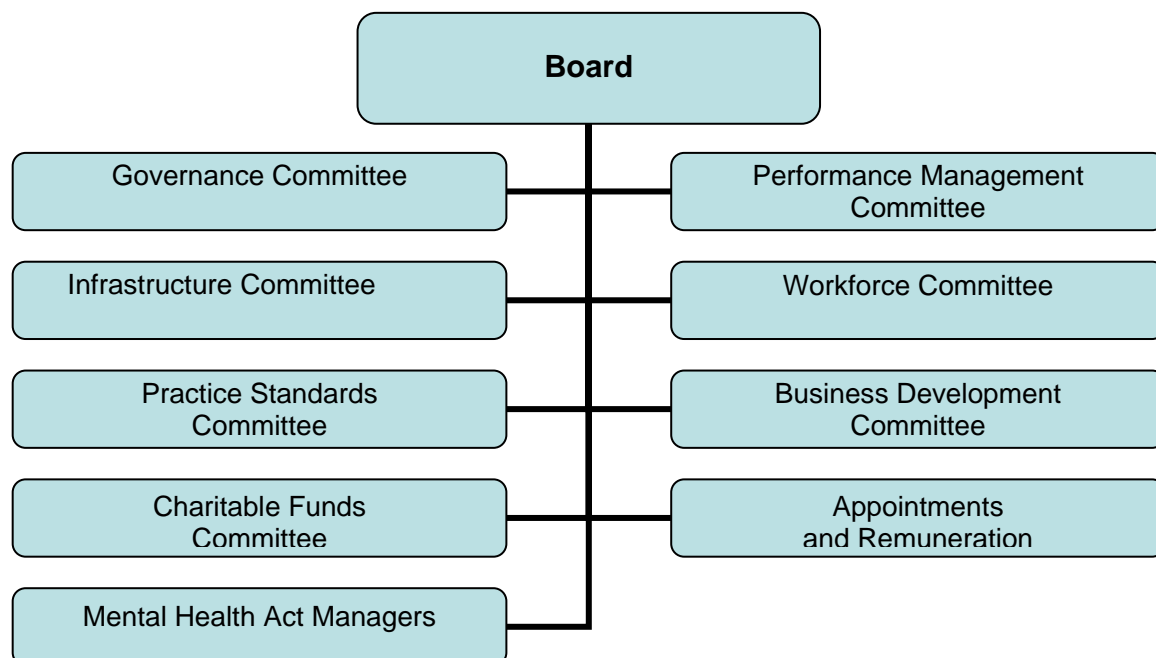 Board
Governance Committee
Performance Management
Committee
Infrastructure Committee
Workforce Committee
Practice Standards
Committee
Business Development
Committee
Charitable Funds
Committee
Appointments
and Remuneration
Mental Health Act Managers